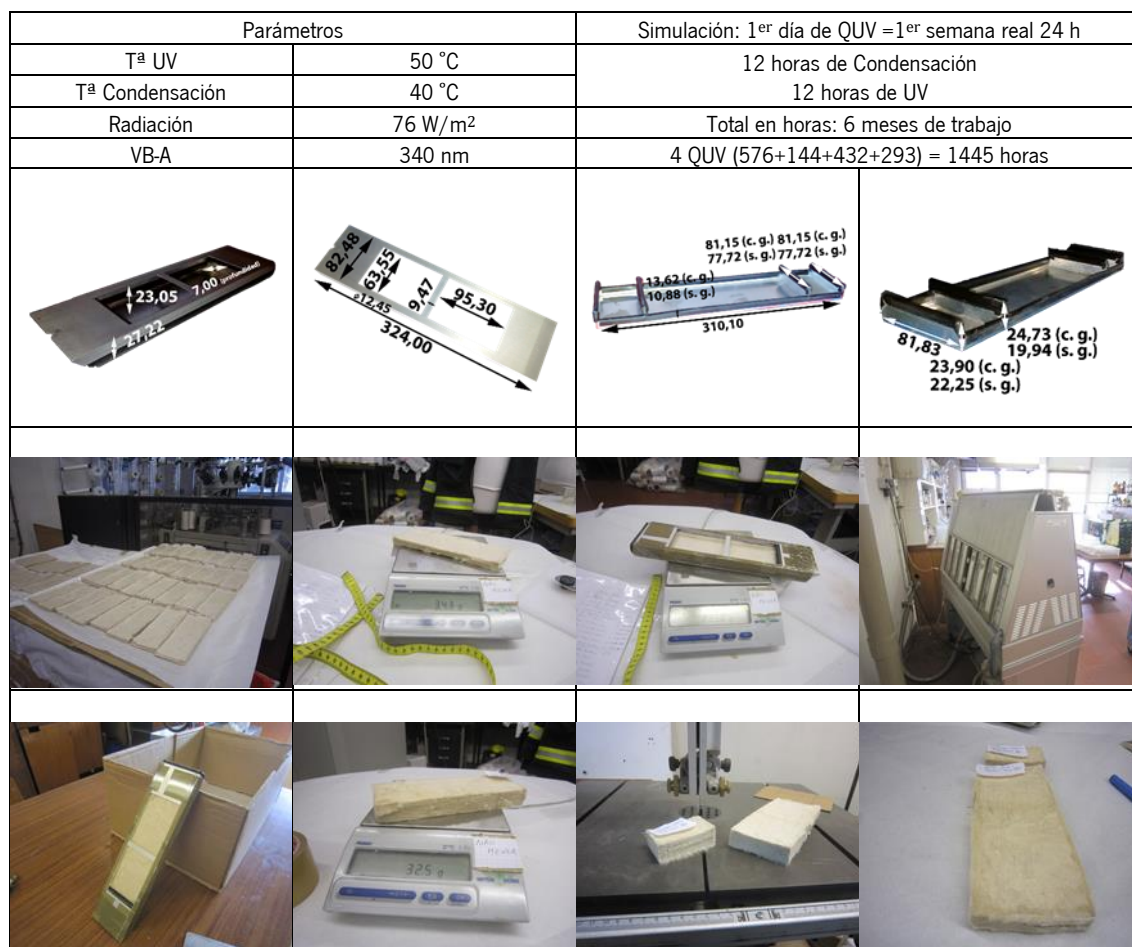 Parámetros
Simulación: 1er día de QUV =1er semana real 24 h
Tª UV
50 °C
12 horas de Condensación
Tª Condensación
40 °C
12 horas de UV
Radiación
76 W/m2
Total en horas: 6 meses de trabajo
VB-A
340 nm
4 QUV (576+144+432+293) = 1445 horas
23,05
7,00 (profundidad)
27,22
82,48
63,55
9,47
95,30
12,45
324,00
81,15 (c. g.) 81,15 (c. g.)
77,72 (s. g.) 77,72 (s. g.)
13,62 (c. g.)
10,88 (s. g.)
310,10
81,83
24,73 (c. g.)
19,94 (s. g.)
23,90 (c. g.)
22,25 (s. g.)
325 g